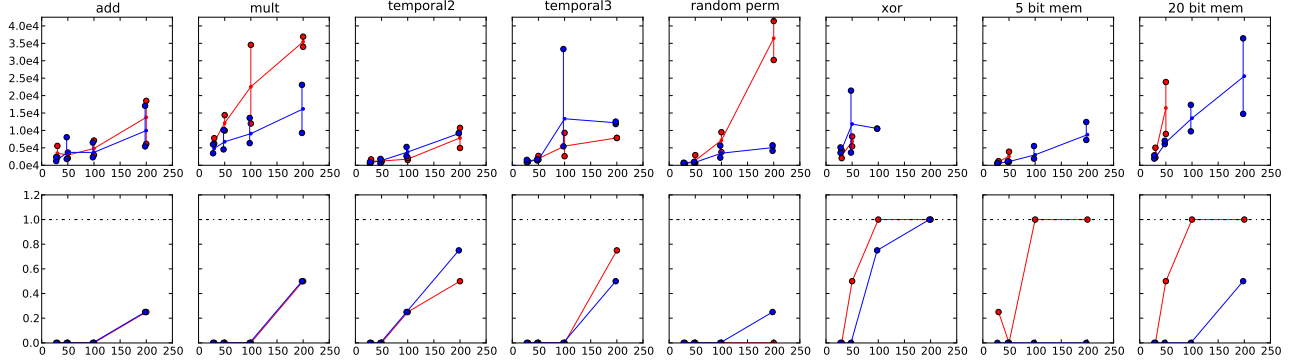 add mult temporal2 temporal3 random perm xor 5 bit mem 20 bit mem
4.0e4
3.5e4
3.0e4
2.5e4
2.0e4
1.5e4
1.0e4
5.0e3
0.0e4
0 50 100 150 200 250 0 50 100 150 200 250 0 50 100 150 200 250 0 50 100 150 200 250 0 50 100 150 200 250 0 50 100 150 200 250 0 50 100 150 200 250 0 50 100 150 200 250
1.2
1.0
0.8
0.6
0.4
0.2
0.0
0 50 100 150 200 250 0 50 100 150 200 250 0 50 100 150 200 250 0 50 100 150 200 250 0 50 100 150 200 250 0 50 100 150 200 250 0 50 100 150 200 250 0 50 100 150 200 250